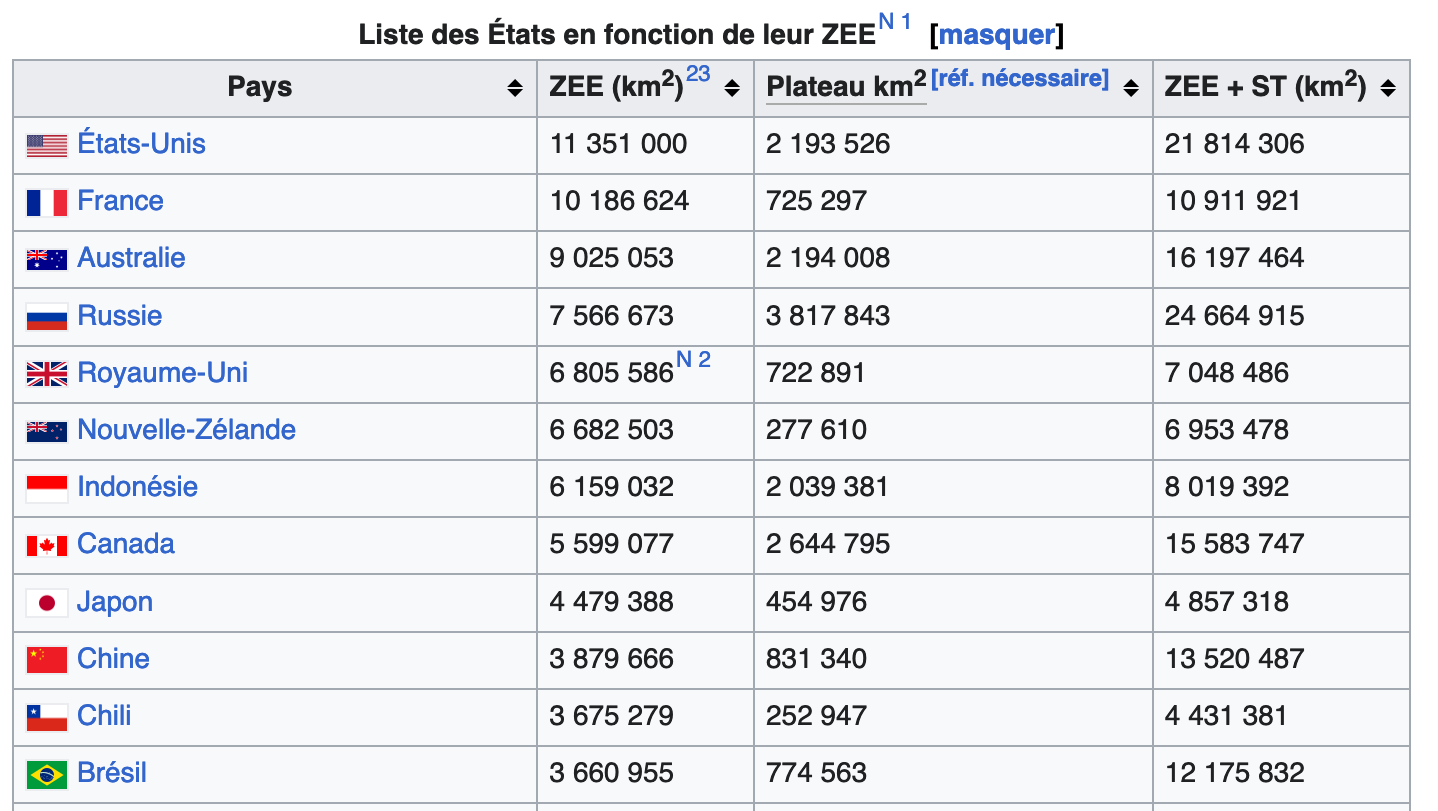 Liste des États en fonction de leur ZEE N 1 [masquer]
Pays ZEE (km²) 23 Plateau km² [réf. nécessaire] ZEE + ST (km²)
États-Unis 11 351 000 2 193 526 21 814 306
France 10 186 624 725 297 10 911 921
Australie 9 025 053 2 194 008 16 197 464
Russie 7 566 673 3 817 843 24 664 915
Royaume-Uni 6 805 586 N 2 722 891 7 048 486
Nouvelle-Zélande 6 682 503 277 610 6 953 478
Indonésie 6 159 032 2 039 381 8 019 392
Canada 5 599 077 2 644 795 15 583 747
Japon 4 479 388 454 976 4 857 318
Chine 3 879 666 831 340 13 520 487
Chili 3 675 279 252 947 4 431 381
Brésil 3 660 955 774 563 12 175 832